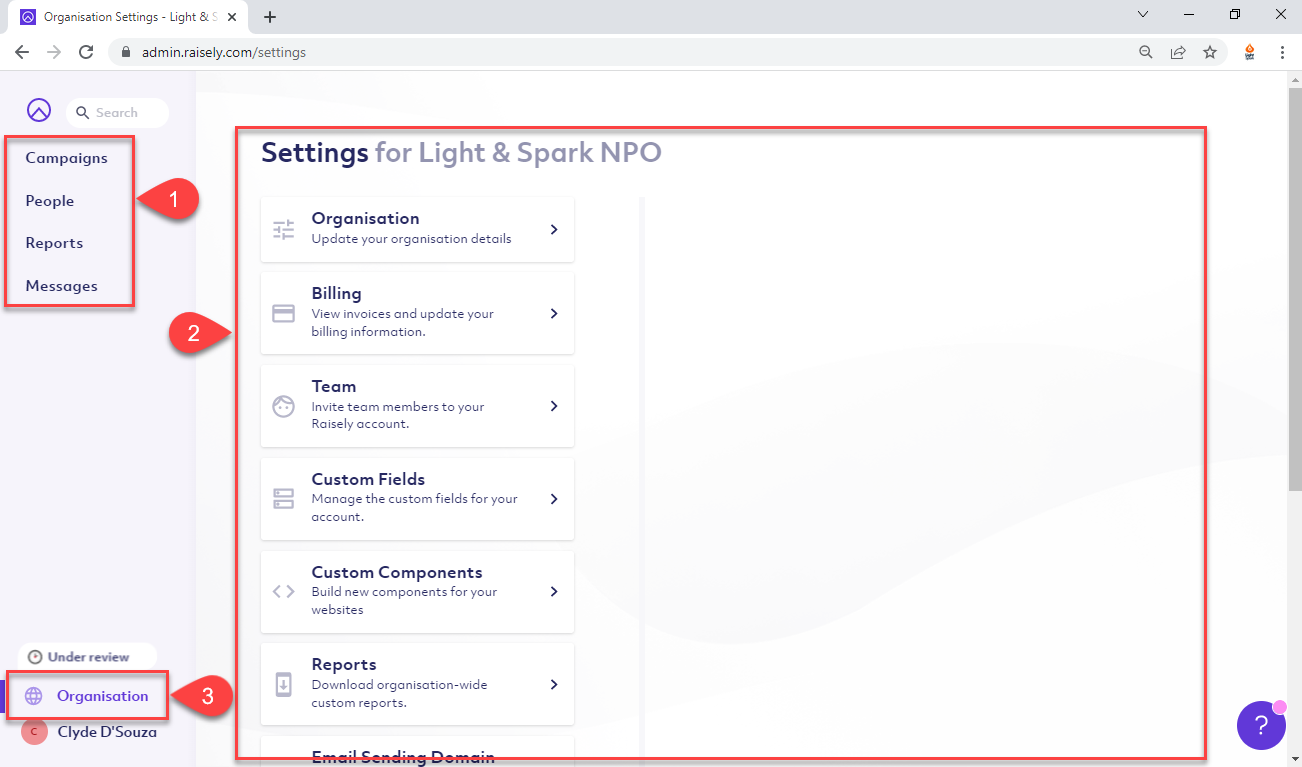 Organisation Settings - Light & S
admin.raisely.com/settings
Search
Campaigns
People
Reports
Messages
1
2
Settings for Light & Spark NPO
Organisation
Update your organisation details
Billing
View invoices and update your
billing information.
Team
Invite team members to your
Raisely account.
Custom Fields
Manage the custom fields for your
account.
Custom Components
Build new components for your
websites
Reports
Download organisation-wide
custom reports.
Email Sending Domain
Under review
Organisation
3
C
Clyde D'Souza
?